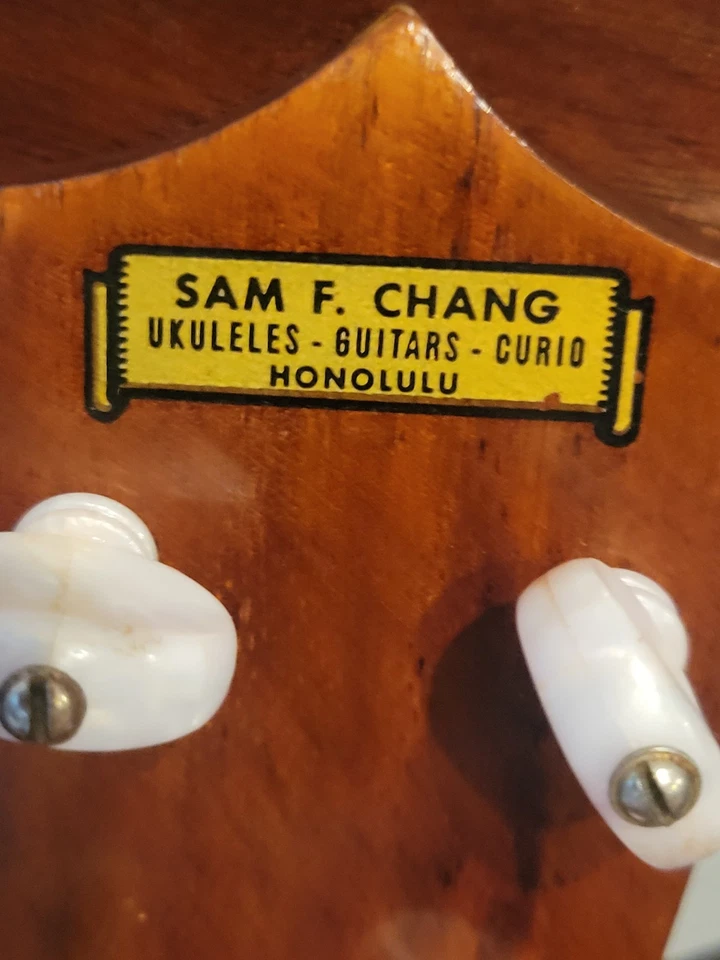 SAM F. CHANG
UKULELES - GUITARS - CURIO
HONOLULU